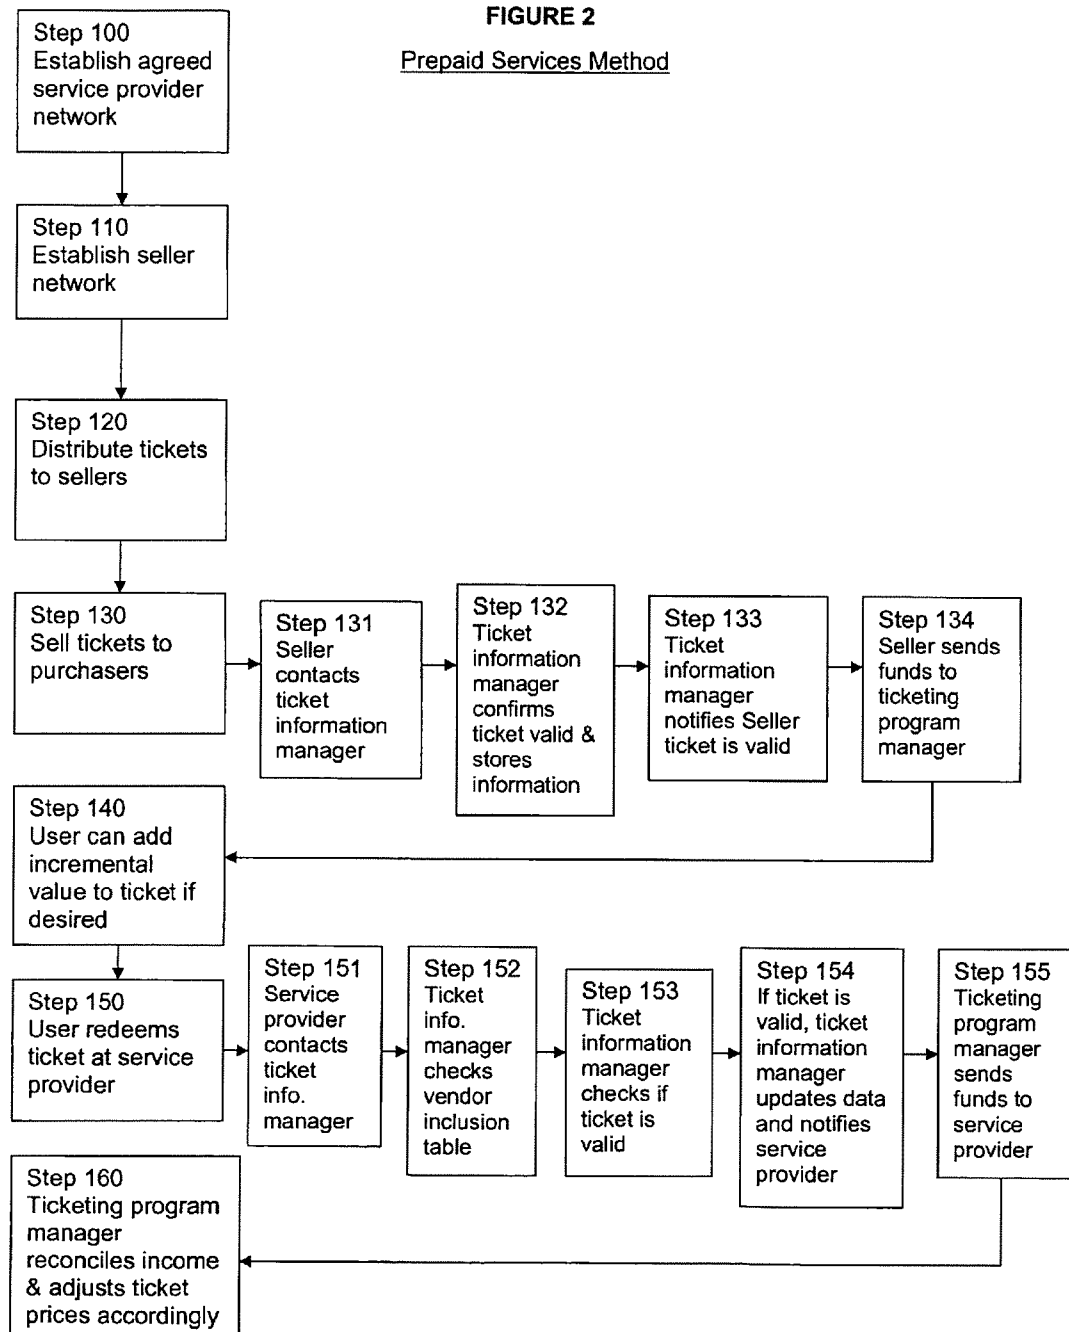 FIGURE 2
Prepaid Services Method
Step 100
Establish agreed
service provider
network
Step 110
Establish seller
network
Step 120
Distribute tickets
to sellers
Step 130
Sell tickets to
purchasers
Step 131
Seller
contacts
ticket
information
manager
Step 132
Ticket
information
manager
confirms
ticket valid &
stores
information
Step 133
Ticket
information
manager
notifies Seller
ticket is valid
Step 134
Seller sends
funds to
ticketing
program
manager
Step 140
User can add
incremental
value to ticket if
desired
Step 150
User redeems
ticket at service
provider
Step 151
Service
provider
contacts
ticket
info.
manager
Step 152
Ticket
info.
manager
checks
vendor
inclusion
table
Step 153
Ticket
information
manager
checks if
ticket is
valid
Step 154
If ticket is
valid, ticket
information
manager
updates data
and notifies
service
provider
Step 155
Ticketing
program
manager
sends
funds to
service
provider
Step 160
Ticketing program
manager
reconciles income
& adjusts ticket
prices accordingly